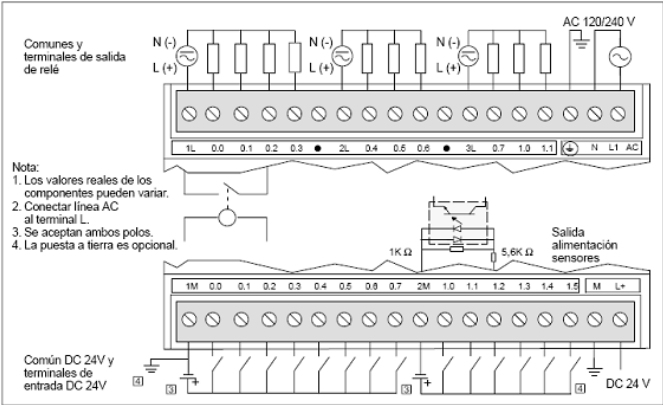 AC 120/240 V
Comunes y
terminales de salida
de relé
N (-)
L (+)
N (-)
L (+)
N (-)
L (+)
1L 0.0 0.1 0.2 0.3 ● 2L 0.4 0.5 0.6 ● 3L 0.7 1.0 1.1 N L1 AC
Nota:
1. Los valores reales de los
componentes pueden variar.
2. Conectar línea AC
al terminal L.
3. Se aceptan ambos polos.
4. La puesta a tierra es opcional.
1K Ω
5,6K Ω
Salida
alimentación
sensores
1M 0.0 0.1 0.2 0.3 0.4 0.5 0.6 0.7 2M 1.0 1.1 1.2 1.3 1.4 1.5 M L+
Común DC 24V y
terminales de
entrada DC 24V
4
3
+
3
+
4
DC 24 V